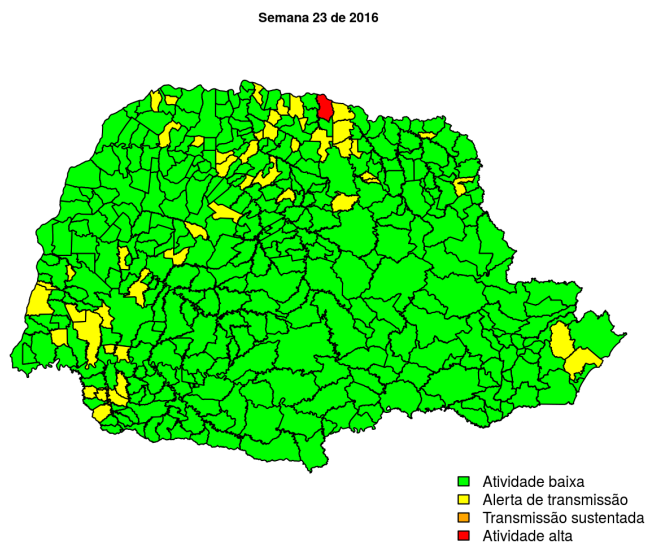 Semana 23 de 2016
Atividade baixa
Alerta de transmissão
Transmissão sustentada
Atividade alta